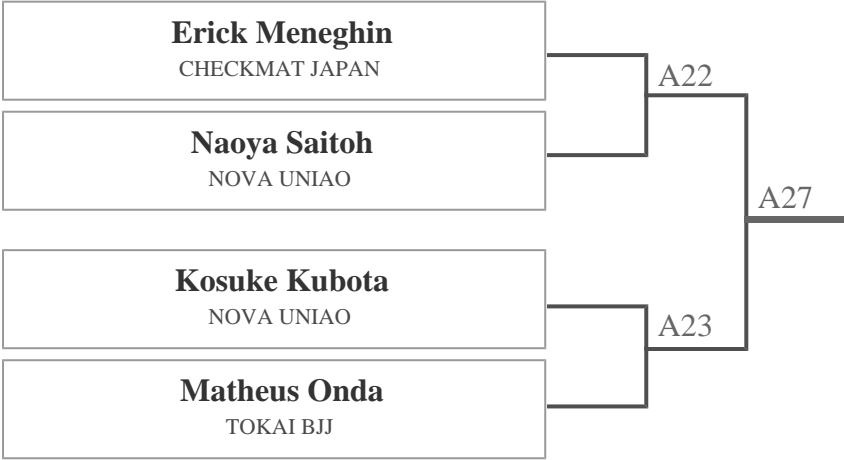 Erick Meneghin
CHECKMAT JAPAN
A22
Naoya Saitoh
NOVA UNIAO
A27
Kosuke Kubota
NOVA UNIAO
A23
Matheus Onda
TOKAI BJJ